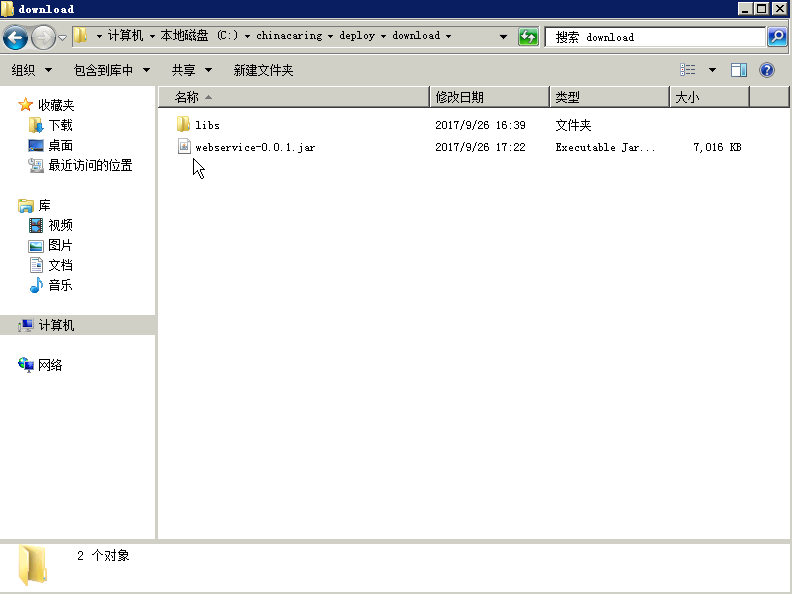 download
计算机 本地磁盘 (C:) chinacaring deploy download 搜索 download
组织 包含到库中 共享 新建文件夹
收藏夹
下载
桌面
最近访问的位置
库
视频
图片
文档
音乐
计算机
网络
名称 修改日期 类型 大小
libs 2017/9/26 16:39 文件夹
webservice-0.0.1.jar 2017/9/26 17:22 Executable Jar... 7,016 KB
2 个对象